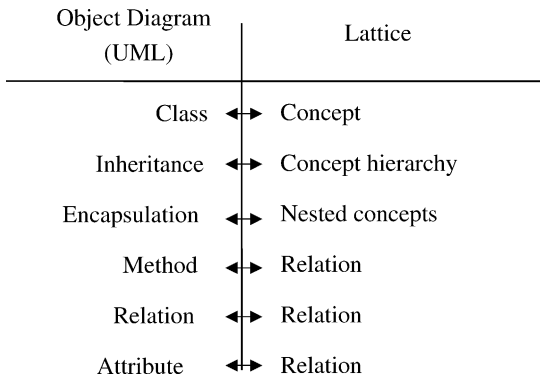 Object Diagram
(UML)
Lattice
Class
Concept
Inheritance
Concept hierarchy
Encapsulation
Nested concepts
Method
Relation
Relation
Relation
Attribute
Relation